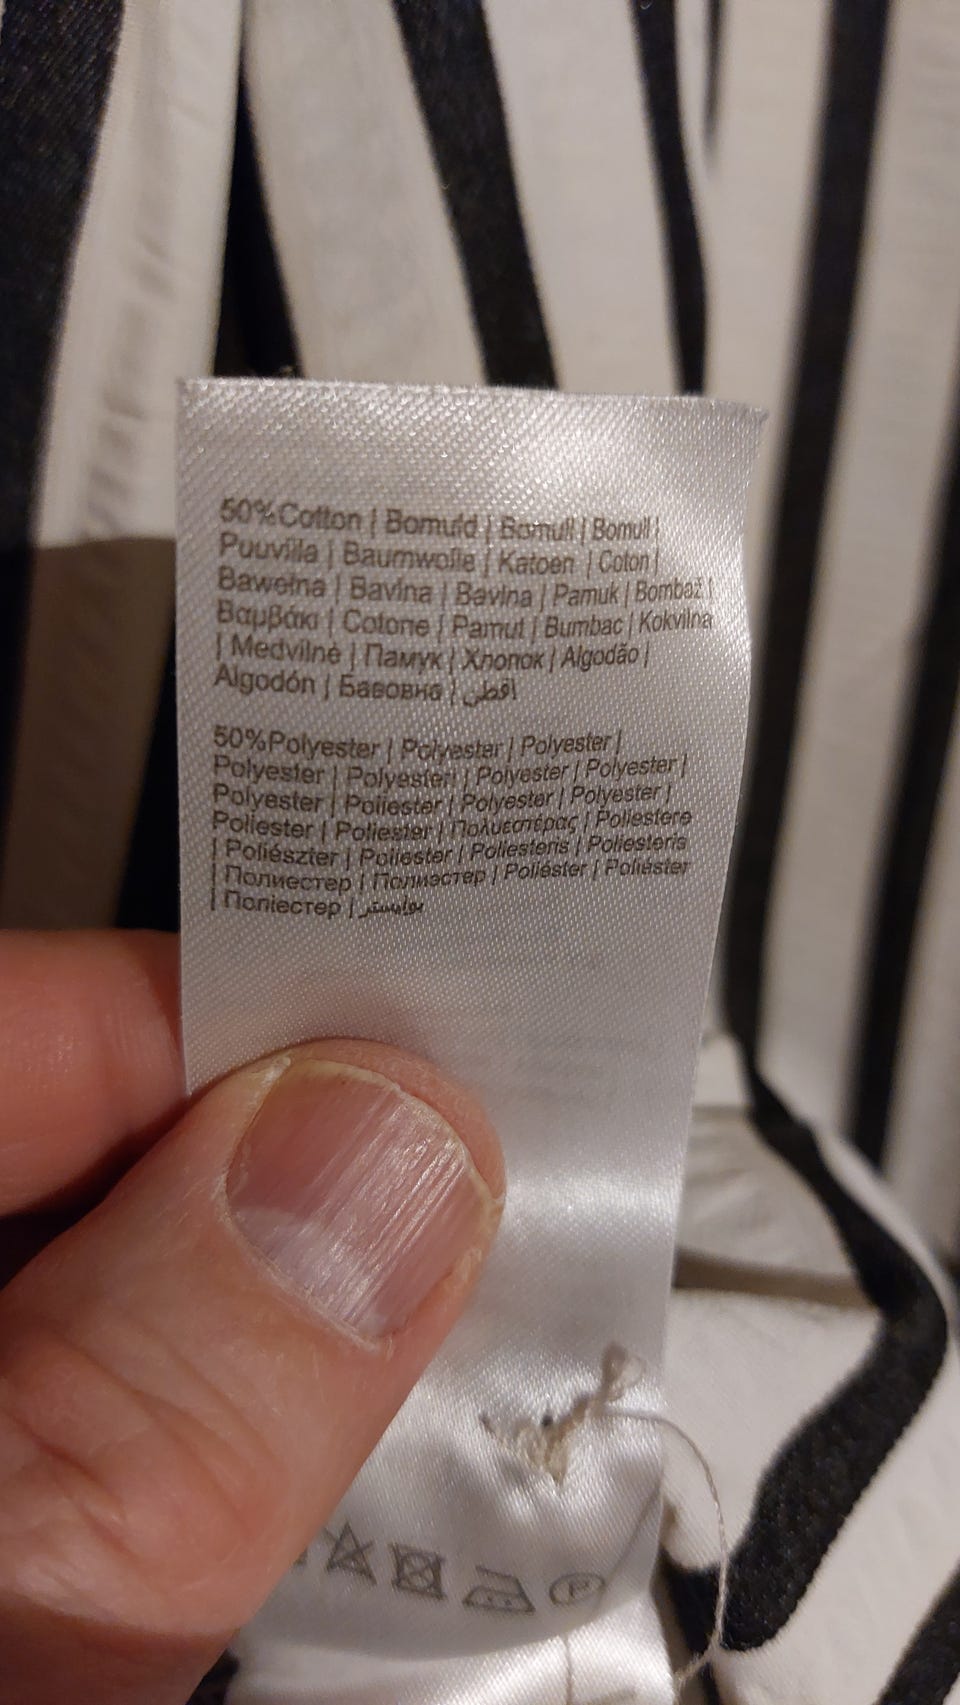 50%Cotton | Bomuld | Bomull | Bomull |
Puuvilla | Baumwolle | Katoen | Coton |
Bawełna | Bavlna | Bavlna | Pamuk | Bombaž |
Βαμβάκι | Cotone | Pamut | Bumbac | Kokvilna
| Medvilnė | Памук | Хлопок | Algodão |
Algodón | Бавовна | اقطن
50%Polyester | Polyester | Polyester |
Polyester | Polyesteri | Polyester | Polyester |
Polyester | Poliester | Polyester | Polyester |
Poliester | Poliester | Πολυεστέρας | Poliestere
| Poliészter | Poliester | Poliesteris | Poliesteris
| Полиестер | Полиэстер | Poliéster | Poliéster
| Поліестер | بوليستر
P